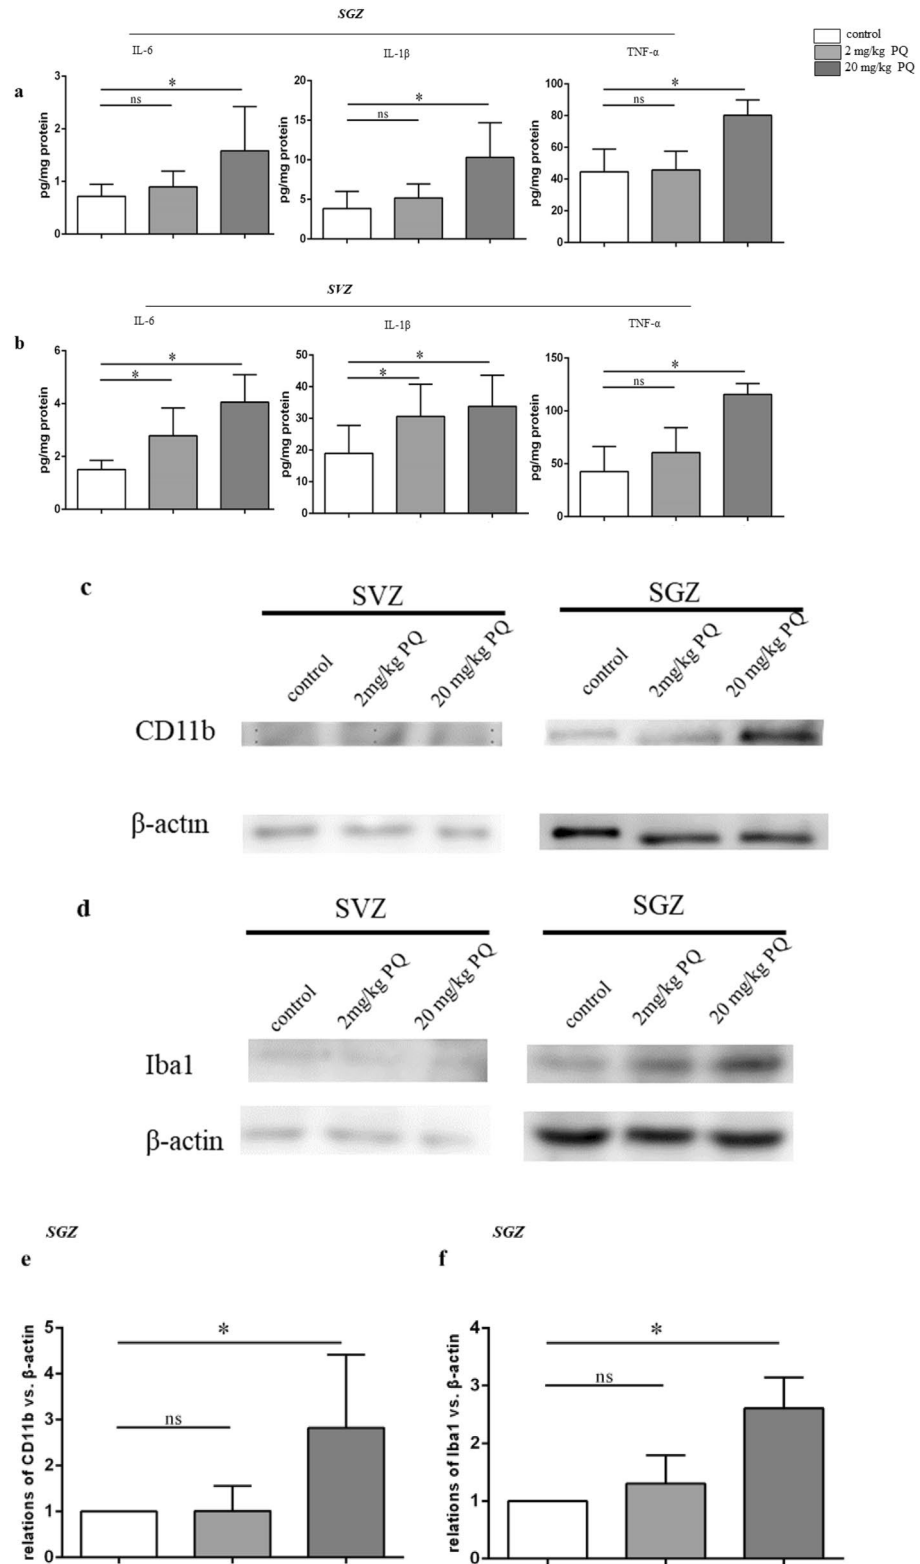 SGZ
control
2 mg/kg PQ
20 mg/kg PQ
IL-6
IL-1β
TNF-α
a
pg/mg protein
3
2
1
0
*
ns
pg/mg protein
20
15
10
5
0
*
ns
pg/mg protein
100
80
60
40
20
0
*
ns
SVZ
IL-6
IL-1β
TNF-α
b
pg/mg protein
6
4
2
0
*
*
pg/mg protein
50
40
30
20
10
0
*
*
pg/mg protein
150
100
50
0
*
ns
c
SVZ
SGZ
control
2mg/kg PQ
20 mg/kg PQ
control
2mg/kg PQ
20 mg/kg PQ
CD11b
β-actin
d
SVZ
SGZ
control
2mg/kg PQ
20 mg/kg PQ
control
2mg/kg PQ
20 mg/kg PQ
Iba1
β-actin
SGZ
SGZ
e
f
relations of CD11b vs. β-actin
5
4
3
2
1
0
*
ns
relations of Iba1 vs. β-actin
4
3
2
1
0
*
ns